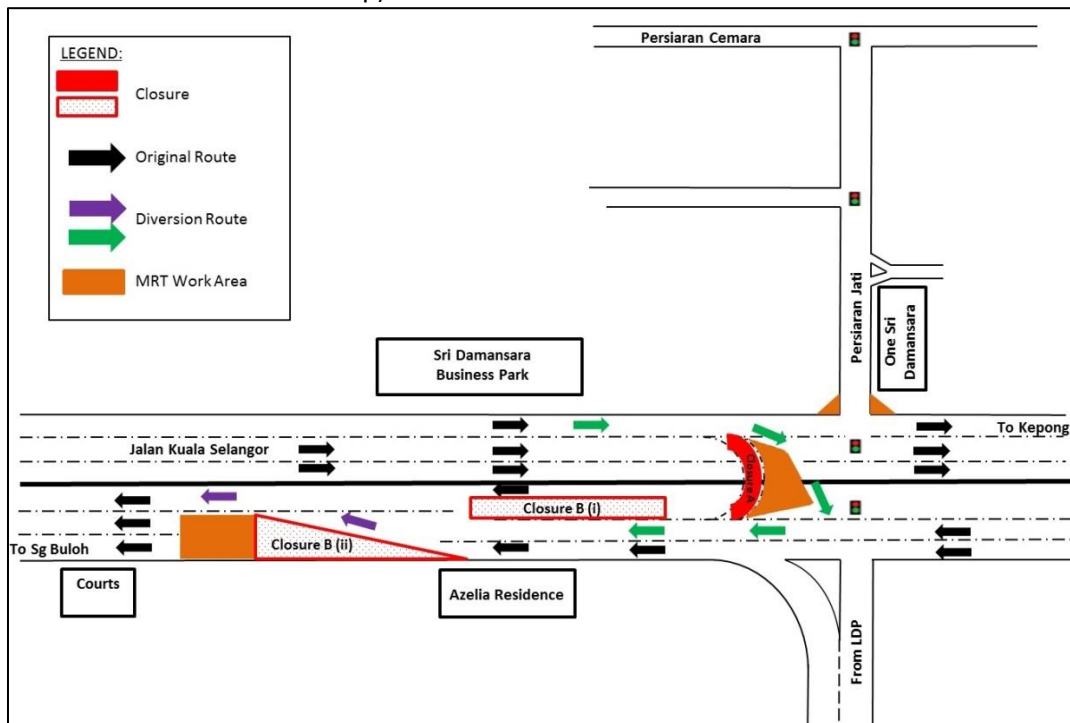 LEGEND:
Closure
Original Route
Diversion Route
MRT Work Area
Persiaran Cemara
Persiaran Jati
One Sri
Damansara
Sri Damansara
Business Park
To Kepong
Jalan Kuala Selangor
Closure A
Closure B (i)
Closure B (ii)
To Sg Buloh
Courts
Azelia Residence
From LDP